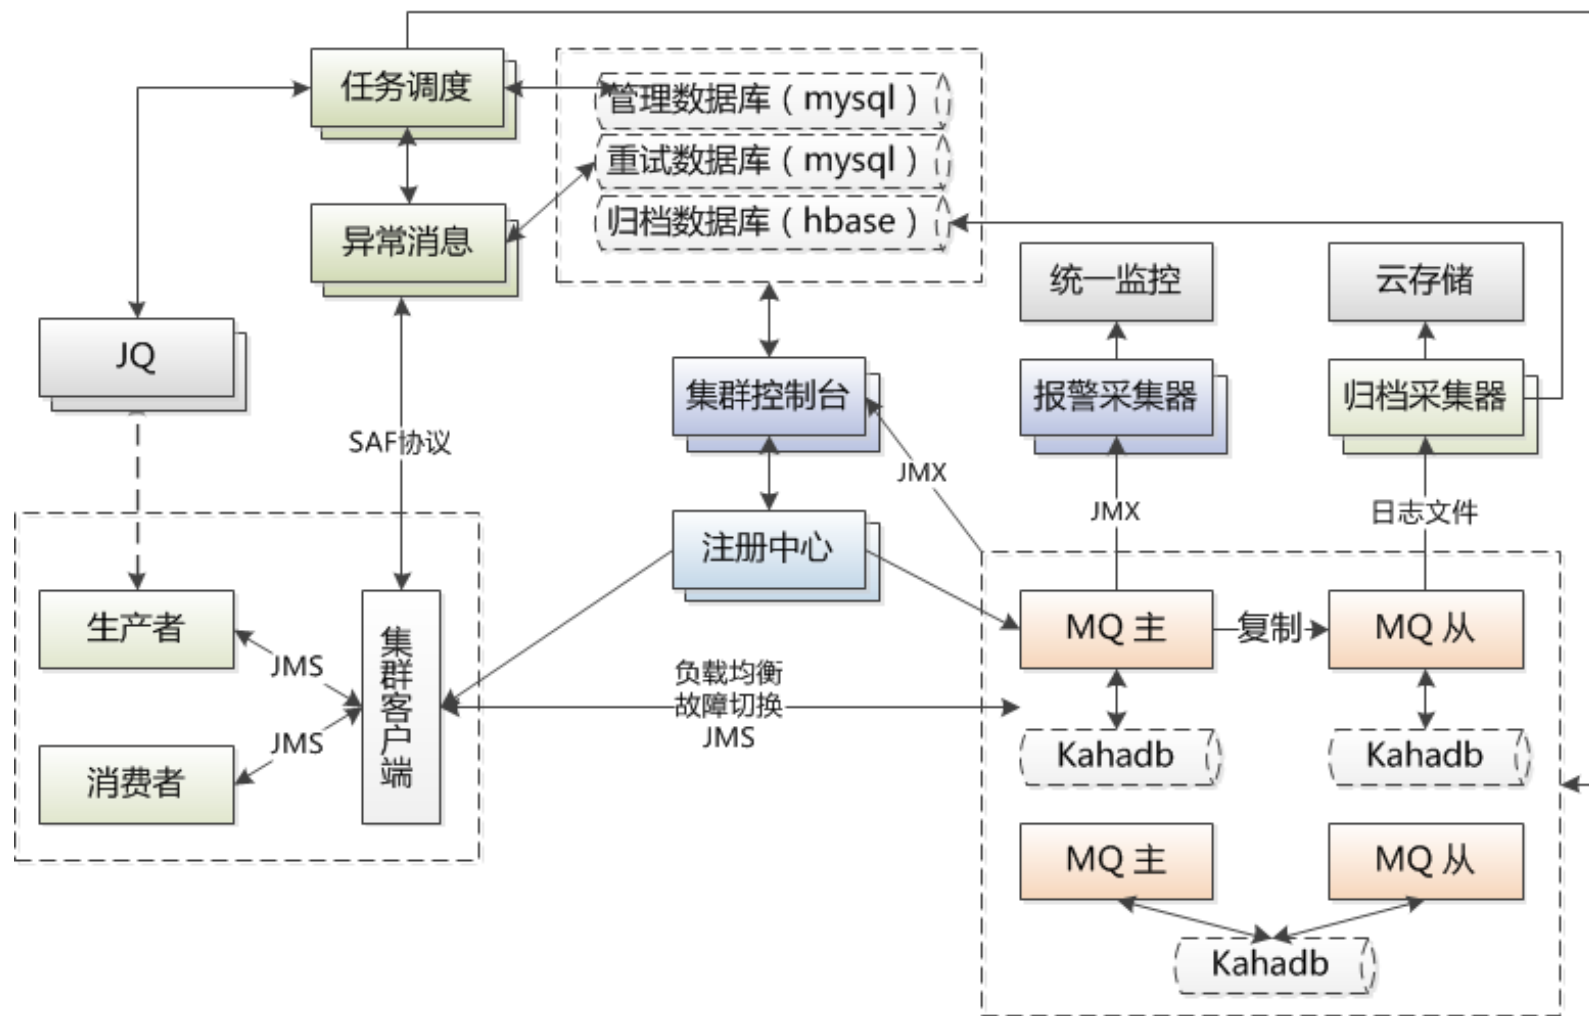 任务调度
管理数据库（mysql）
重试数据库（mysql）
归档数据库（hbase）
异常消息
统一监控
云存储
JQ
集群控制台
报警采集器
归档采集器
SAF协议
JMX
JMX
日志文件
注册中心
生产者
JMS
集群客户端
消费者
JMS
负载均衡
故障切换
JMS
MQ 主
复制
MQ 从
Kahadb
Kahadb
MQ 主
MQ 从
Kahadb